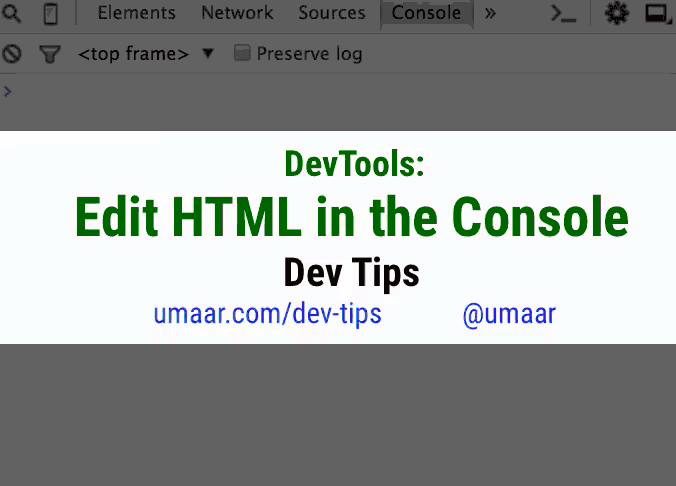 Elements Network Sources Console »
<top frame> ▼ Preserve log
>
DevTools:
Edit HTML in the Console
Dev Tips
umaar.com/dev-tips @umaar